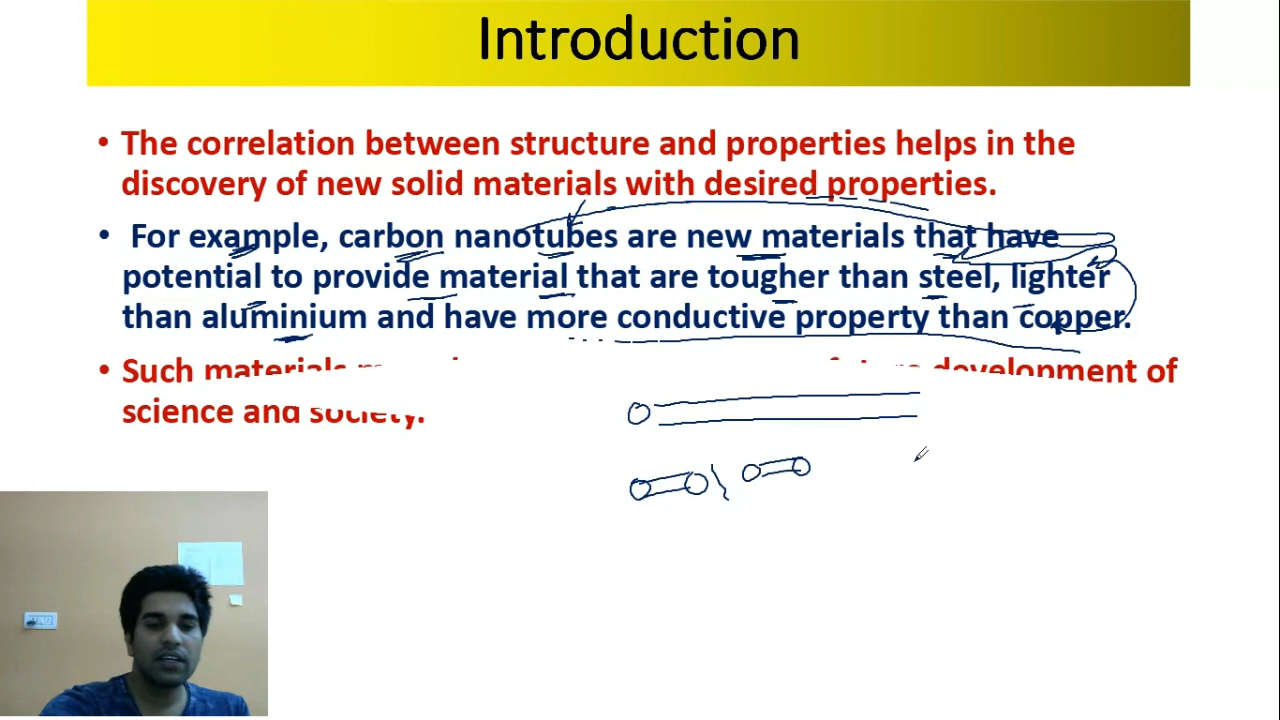 Introduction
• The correlation between structure and properties helps in the
discovery of new solid materials with desired properties.
• For example, carbon nanotubes are new materials that have
potential to provide material that are tougher than steel, lighter
than aluminium and have more conductive property than copper.
• Such materials development of
science and society.